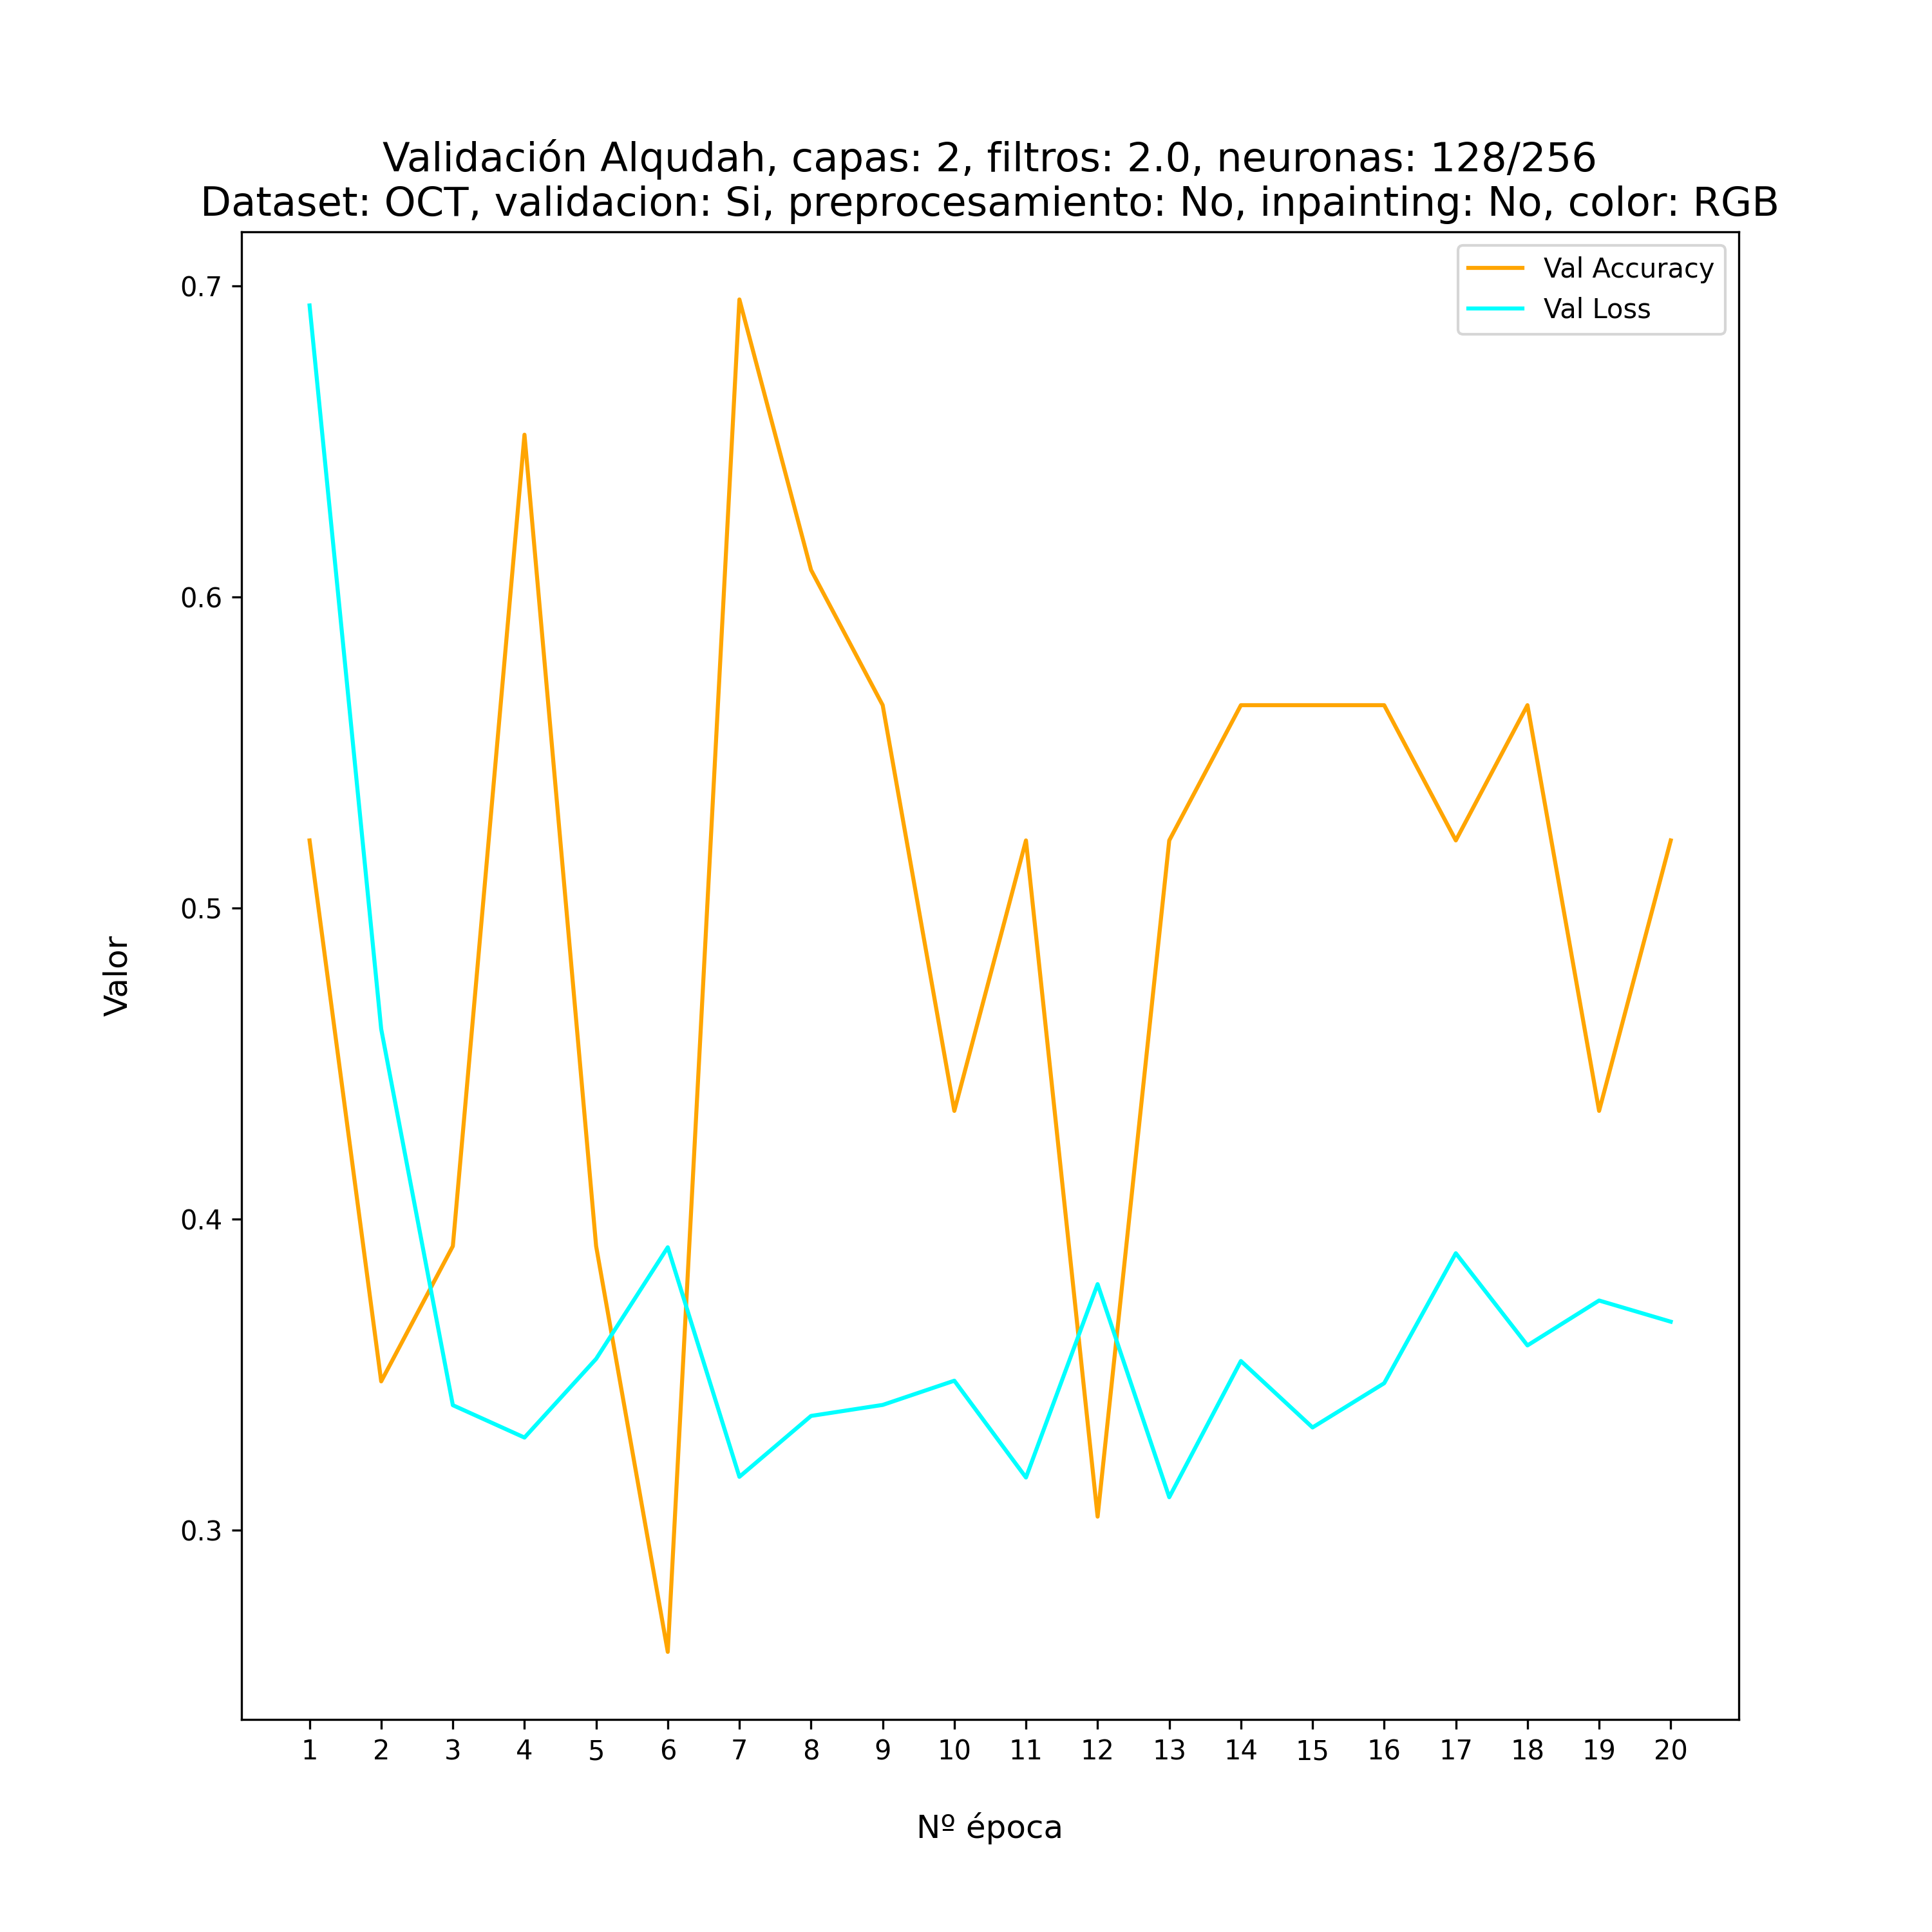 Validación Alqudah, capas: 2, filtros: 2.0, neuronas: 128/256
Dataset: OCT, validacion: Si, preprocesamiento: No, inpainting: No, color: RGB
Val Accuracy
Val Loss
0.7
0.6
0.5
0.4
0.3
Valor
1 2 3 4 5 6 7 8 9 10 11 12 13 14 15 16 17 18 19 20
Nº época